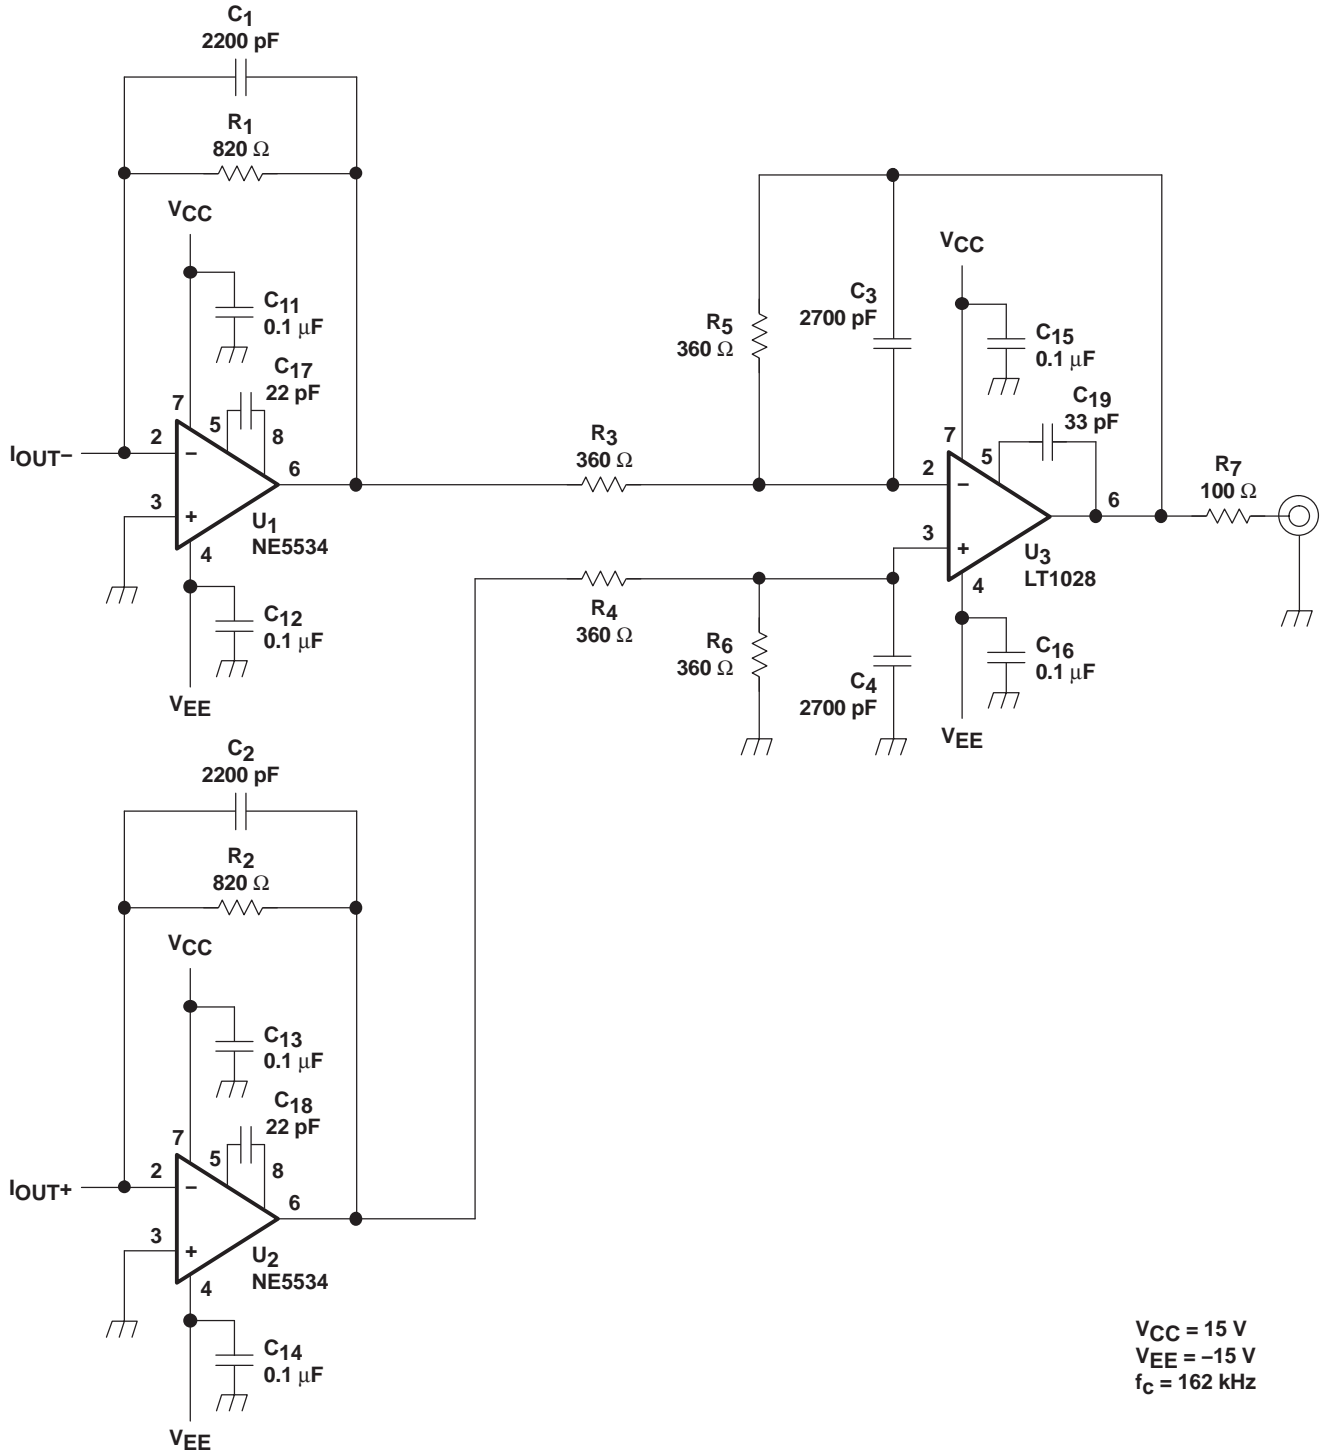 C1
2200 pF
R1
820 Ω
VCC
C11
0.1 μF
C17
22 pF
7
5
8
2
IOUT–
–
6
3
+
U1
NE5534
4
C12
0.1 μF
VEE
R3
360 Ω
R5
360 Ω
C3
2700 pF
VCC
C15
0.1 μF
C19
33 pF
7
5
2
–
6
R7
100 Ω
3
+
U3
LT1028
4
R4
360 Ω
R6
360 Ω
C4
2700 pF
C16
0.1 μF
VEE
C2
2200 pF
R2
820 Ω
VCC
C13
0.1 μF
C18
22 pF
7
5
8
2
IOUT+
–
6
3
+
U2
NE5534
4
C14
0.1 μF
VEE
VCC = 15 V
VEE = –15 V
fc = 162 kHz